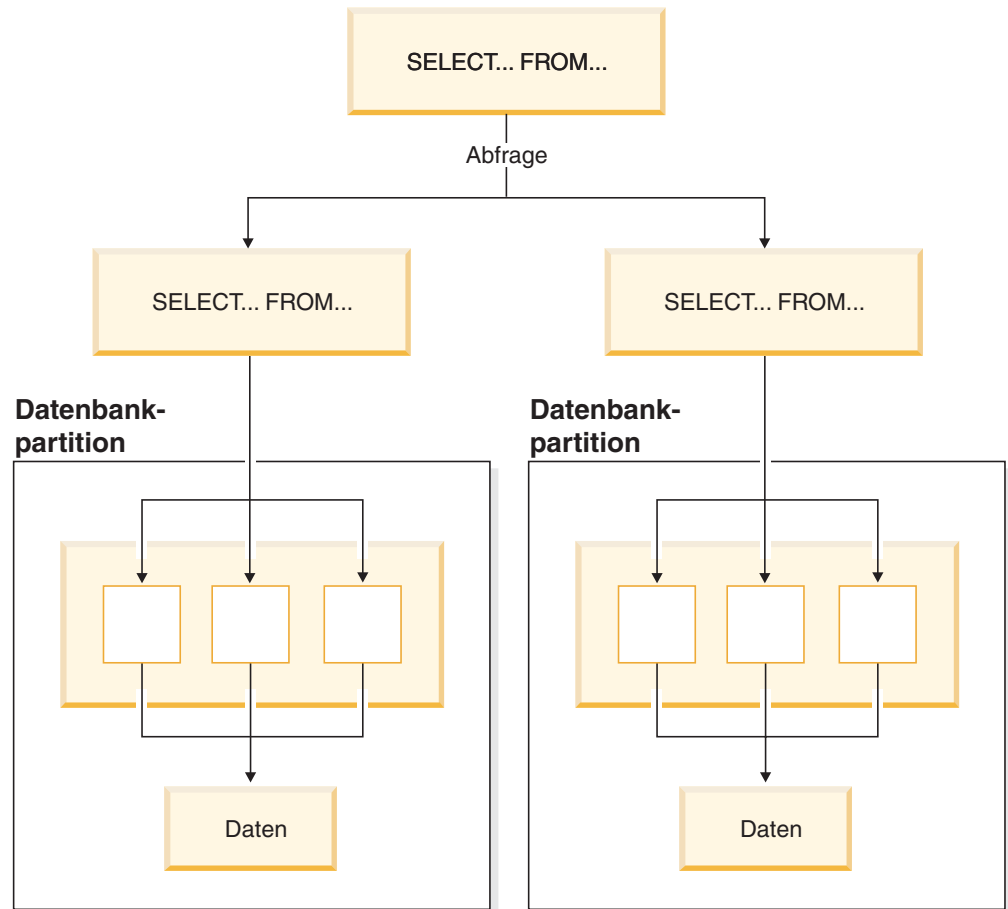 SELECT... FROM...
Abfrage
SELECT... FROM...
SELECT... FROM...
Datenbank-
partition
Datenbank-
partition
Daten
Daten